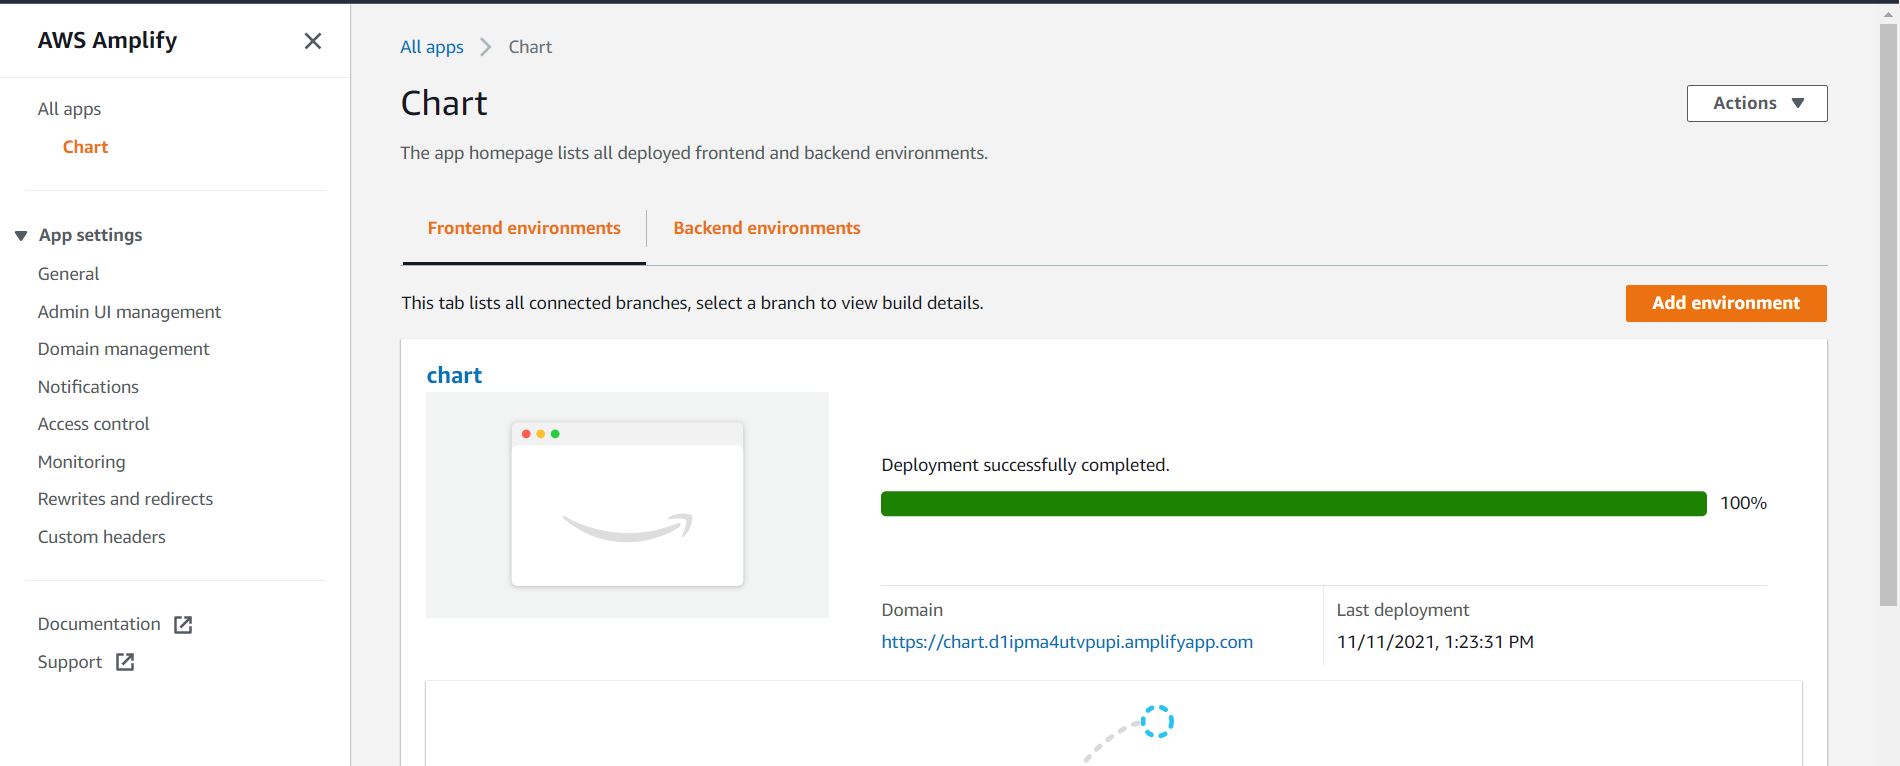 AWS Amplify
All apps
Chart
App settings
General
Admin UI management
Domain management
Notifications
Access control
Monitoring
Rewrites and redirects
Custom headers
Documentation
Support
All apps Chart
Chart
Actions
The app homepage lists all deployed frontend and backend environments.
Frontend environments Backend environments
This tab lists all connected branches, select a branch to view build details.
Add environment
chart
Deployment successfully completed.
100%
Domain
https://chart.d1ipma4utvpupi.amplifyapp.com
Last deployment
11/11/2021, 1:23:31 PM